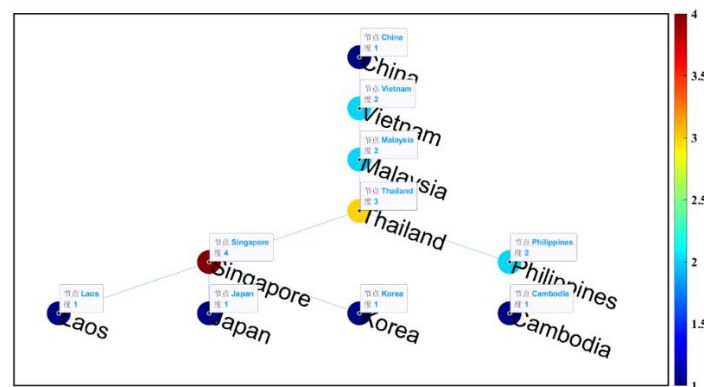 节点 China
度 1
China
节点 Vietnam
度 2
Vietnam
节点 Malaysia
度 2
Malaysia
节点 Thailand
度 3
Thailand
节点 Singapore
度 4
Singapore
节点 Philippines
度 2
Philippines
节点 Laos
度 1
Laos
节点 Japan
度 1
Japan
节点 Korea
度 1
Korea
节点 Cambodia
度 1
Cambodia
4
3.5
3
2.5
2
1.5
1